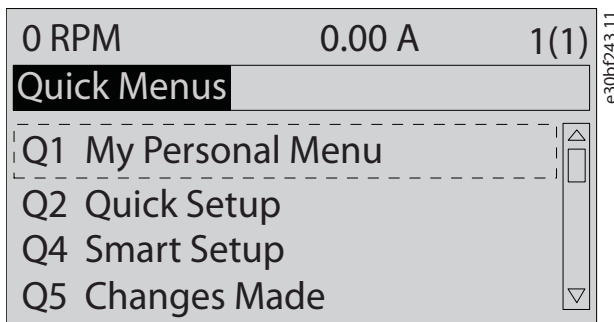 0 RPM 0.00 A 1(1)
Quick Menus
Q1 My Personal Menu
Q2 Quick Setup
Q4 Smart Setup
Q5 Changes Made
e30bf243.11